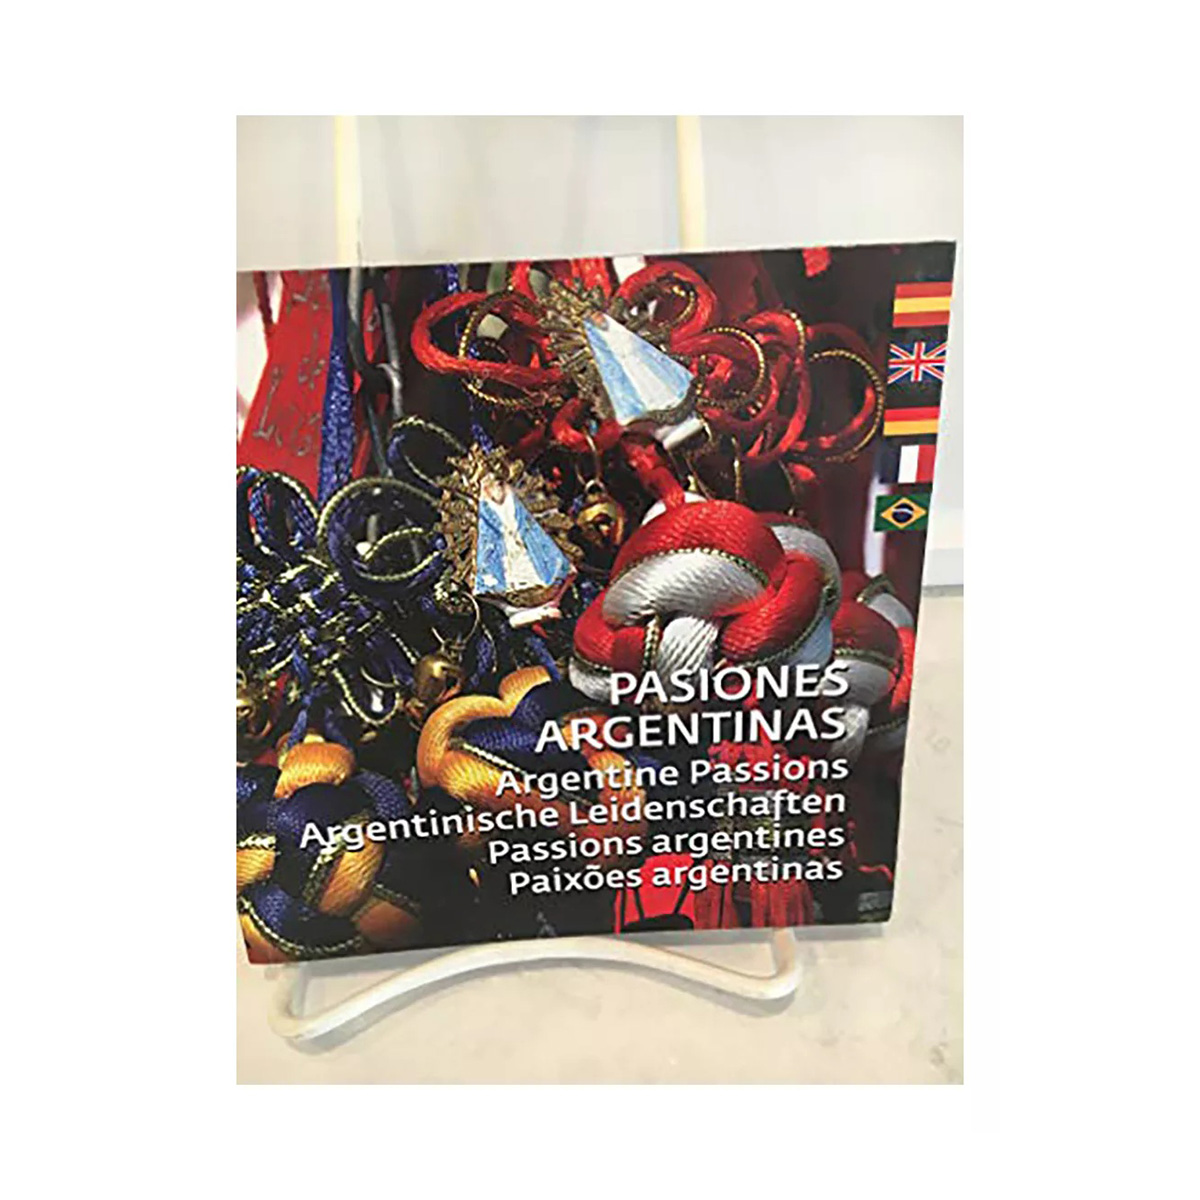 PASIONES
ARGENTINAS
Argentine Passions
Argentinische Leidenschaften
Passions argentines
Paixões argentinas